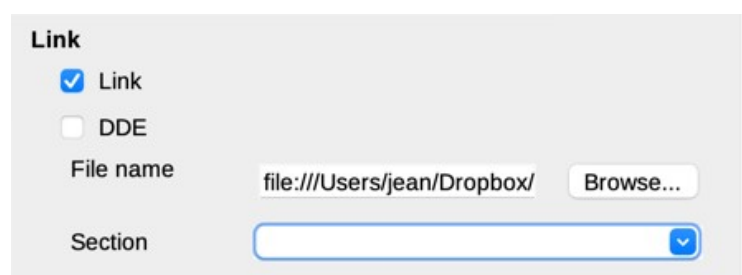 Link
Link
DDE
File name file:///Users/jean/Dropbox/ Browse...
Section